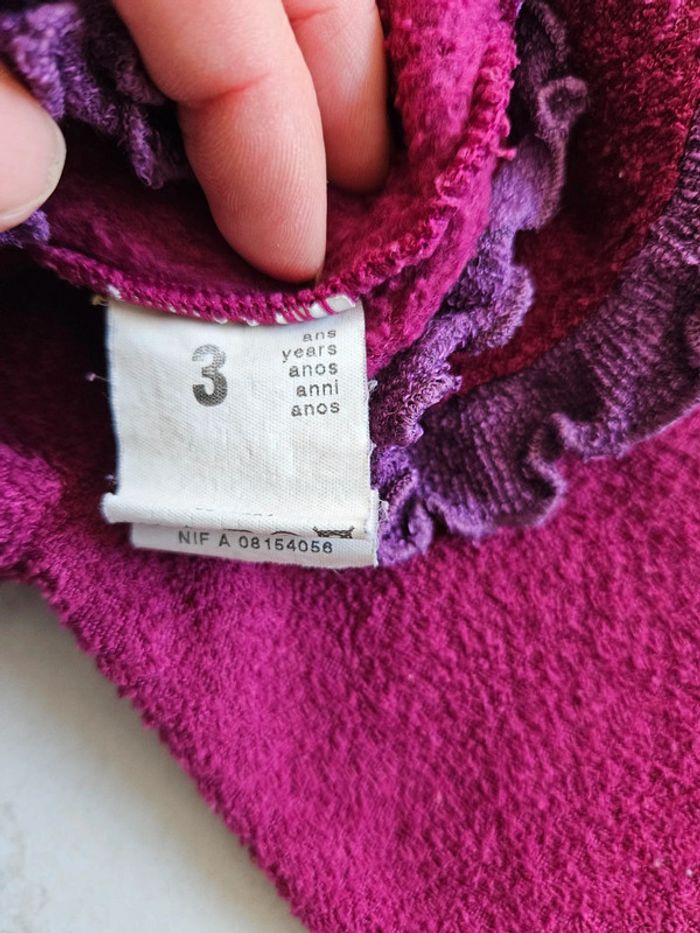 3
ans
years
anos
anni
anos
NIF A 08154056